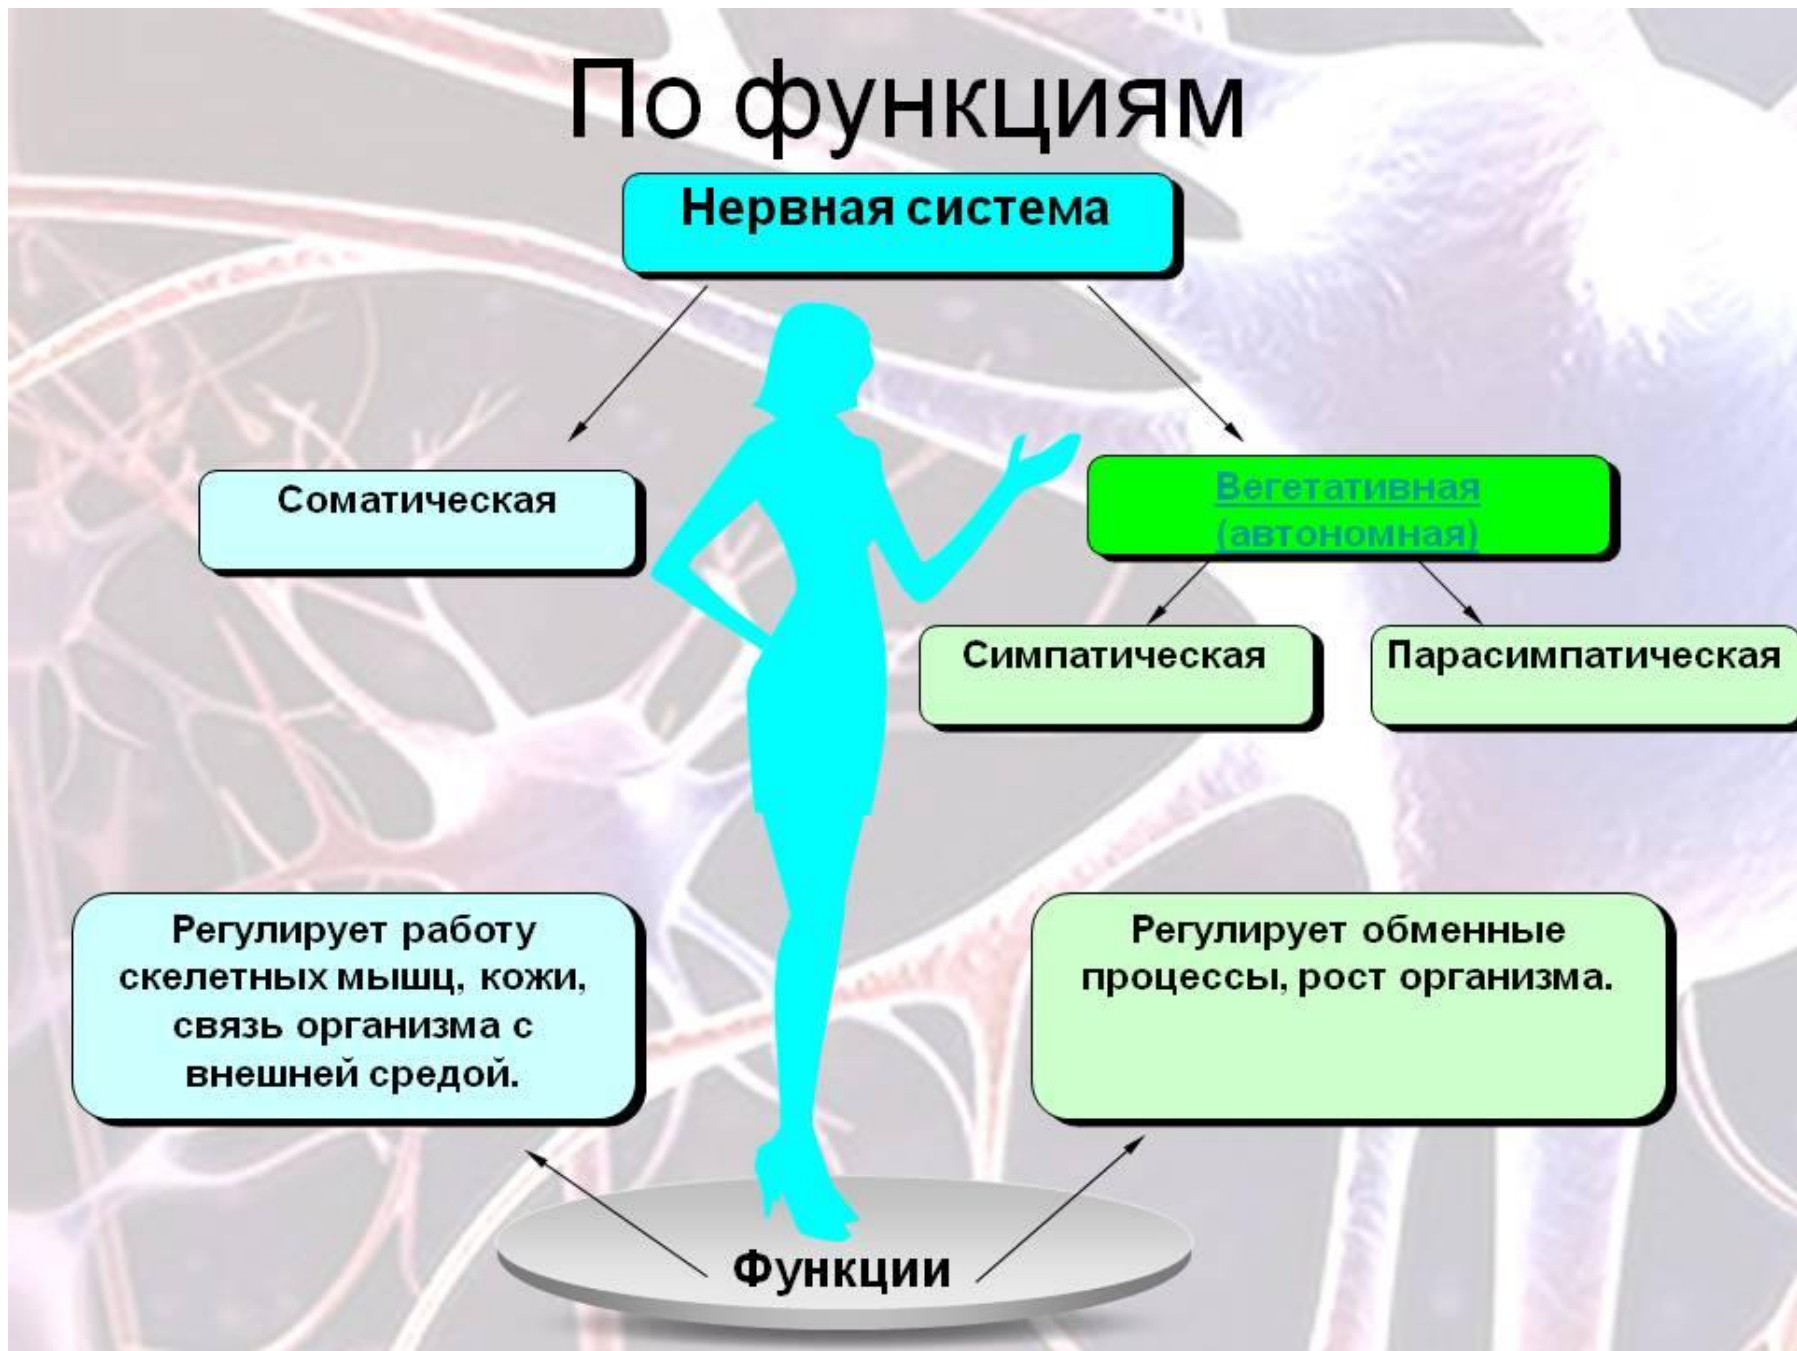 По функциям
Нервная система
Соматическая
Вегетативная
(автономная)
Симпатическая
Парасимпатическая
Регулирует работу
скелетных мышц, кожи,
связь организма с
внешней средой.
Регулирует обменные
процессы, рост организма.
Функции